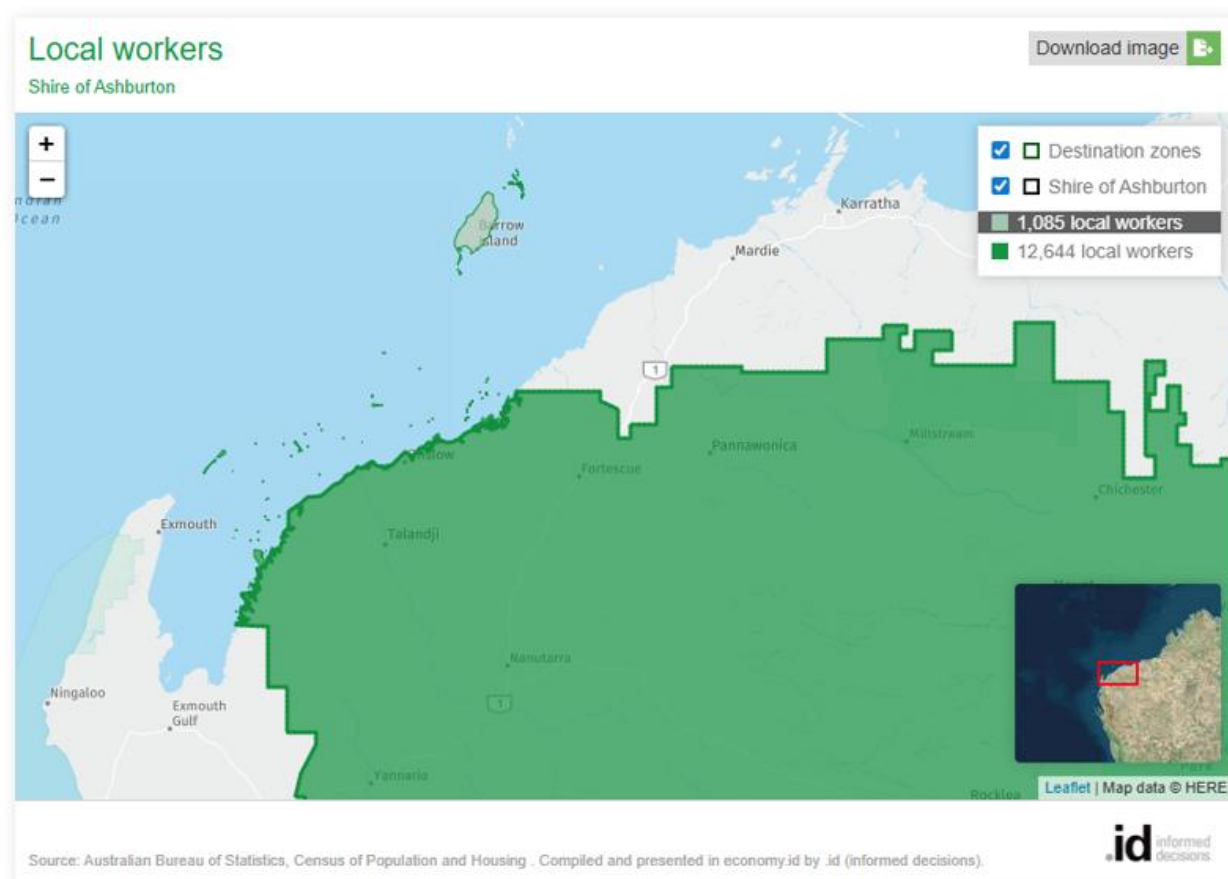 Local workers
Download image
Shire of Ashburton
+
−
Ocean
Destination zones
Shire of Ashburton
1,085 local workers
12,644 local workers
Karratha
Barrow
Island
Mardie
1
Pannawonica
Millstream
Onslow
Fortescue
Chichester
Exmouth
Talandji
Nanutarra
Ningaloo
1
Exmouth
Gulf
Yannarie
Park
Rocklea
Leaflet | Map data © HERE
.id informed
decisions
Source: Australian Bureau of Statistics, Census of Population and Housing . Compiled and presented in economy.id by .id (informed decisions).